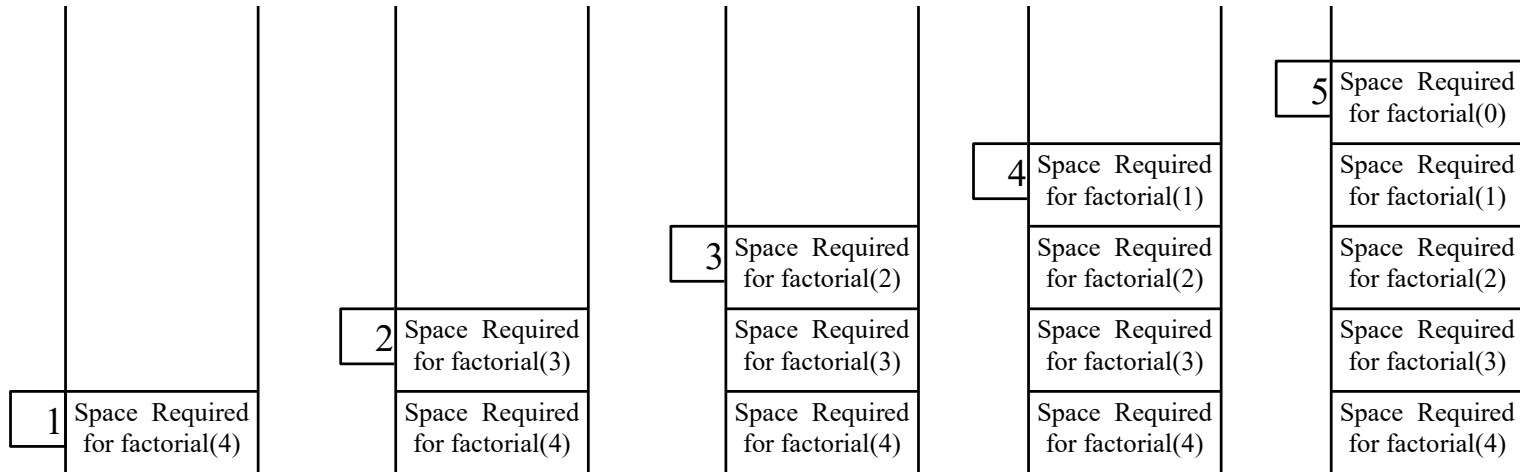 1
Space Required
for factorial(4)
2
Space Required
for factorial(3)
Space Required
for factorial(4)
3
Space Required
for factorial(2)
Space Required
for factorial(3)
Space Required
for factorial(4)
4
Space Required
for factorial(1)
Space Required
for factorial(2)
Space Required
for factorial(3)
Space Required
for factorial(4)
5
Space Required
for factorial(0)
Space Required
for factorial(1)
Space Required
for factorial(2)
Space Required
for factorial(3)
Space Required
for factorial(4)